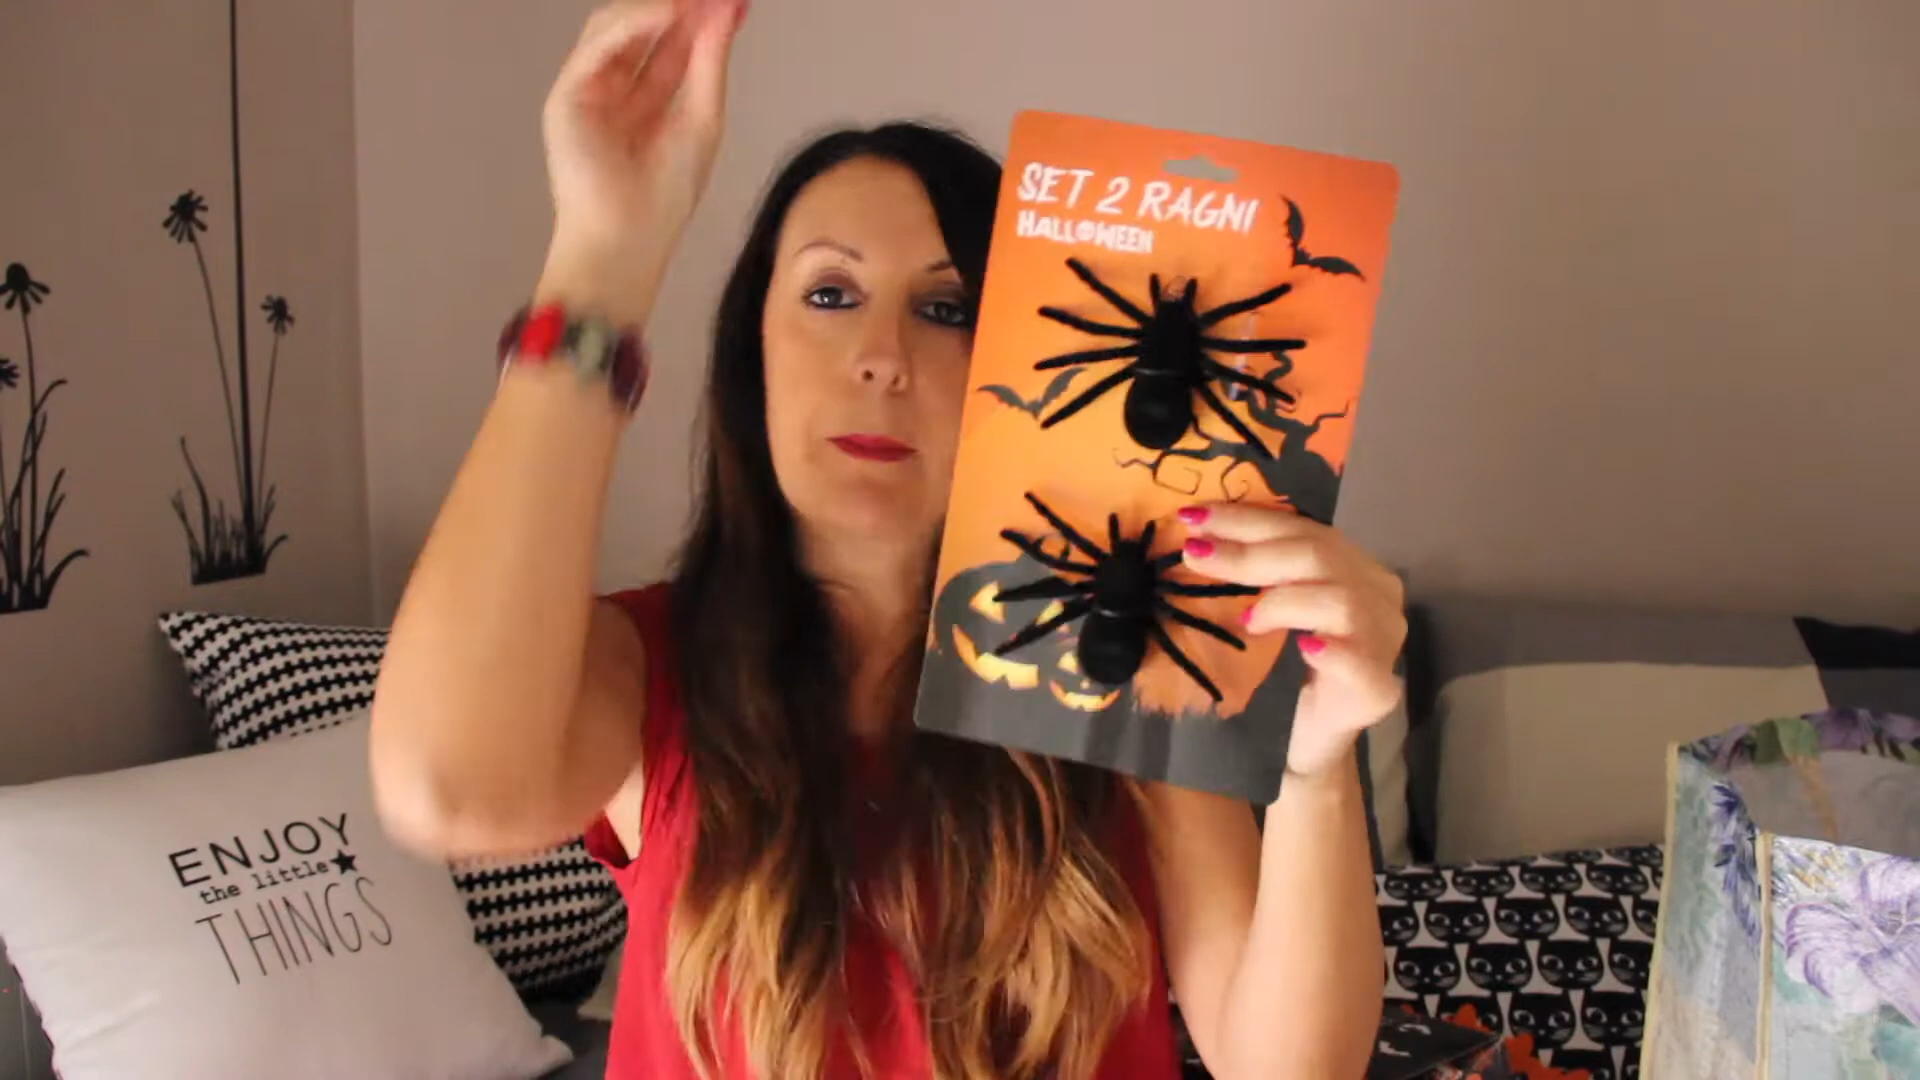 SET 2 RAGNI
HALLOWEEN
ENJOY
the little
THINGS